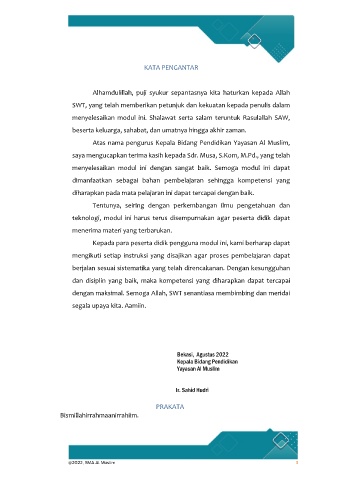 KATA PENGANTAR
Alhamdulillah, puji syukur sepantasnya kita haturkan kepada Allah
SWT, yang telah memberikan petunjuk dan kekuatan kepada penulis dalam
menyelesaikan modul ini. Shalawat serta salam teruntuk Rasulallah SAW,
beserta keluarga, sahabat, dan umatnya hingga akhir zaman.
Atas nama pengurus Kepala Bidang Pendidikan Yayasan Al Muslim,
saya mengucapkan terima kasih kepada Sdr. Musa, S.Kom, M.Pd., yang telah
menyelesaikan modul ini dengan sangat baik. Semoga modul ini dapat
dimanfaatkan sebagai bahan pembelajaran sehingga kompetensi yang
diharapkan pada mata pelajaran ini dapat tercapai dengan baik.
Tentunya, seiring dengan perkembangan ilmu pengetahuan dan
teknologi, modul ini harus terus disempurnakan agar peserta didik dapat
menerima materi yang terbarukan.
Kepada para peserta didik pengguna modul ini, kami berharap dapat
mengikuti setiap instruksi yang disajikan agar proses pembelajaran dapat
berjalan sesuai sistematika yang telah direncakanan. Dengan kesungguhan
dan disiplin yang baik, maka kompetensi yang diharapkan dapat tercapai
dengan maksimal. Semoga Allah, SWT senantiasa membimbing dan meridai
segala upaya kita. Aamiin.
Bekasi, Agustus 2022
Kepala Bidang Pendidikan
Yayasan Al Muslim
Ir. Sahid Hudri
PRAKATA
Bismillahirrahmaanirrahiim.
@2022, SMA Al Muslim